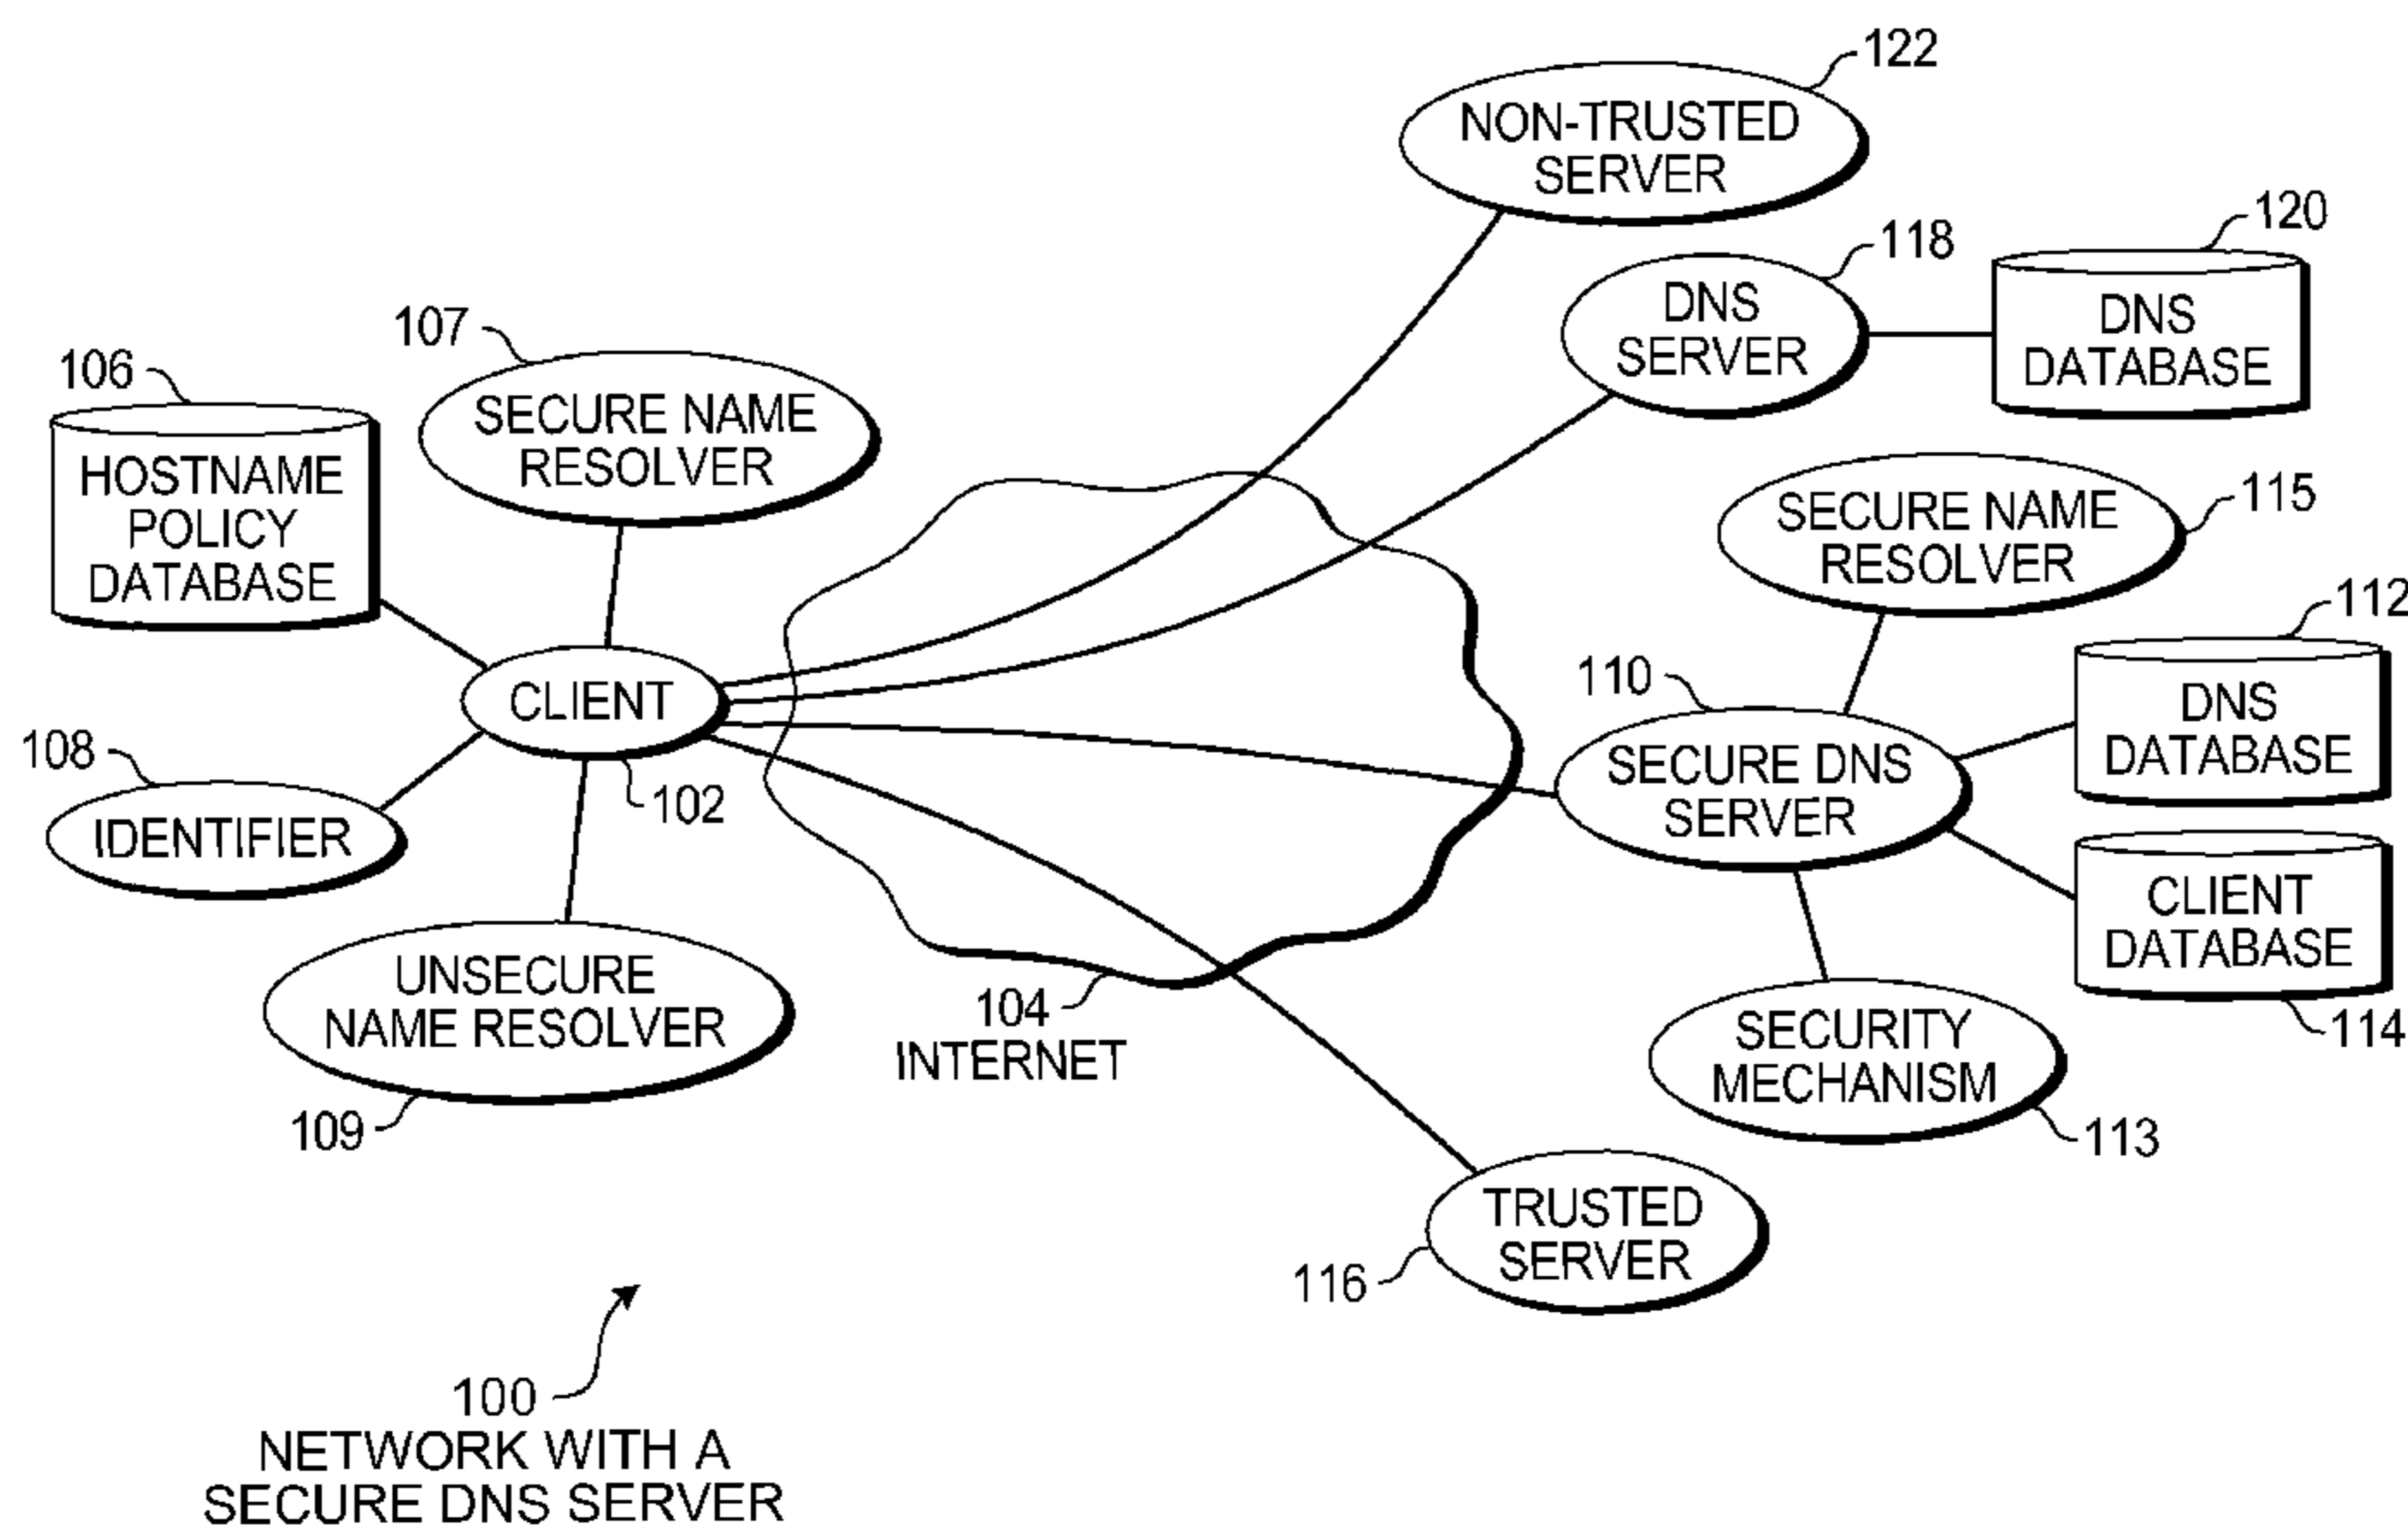 122
NON-TRUSTED
SERVER
118
DNS
SERVER
120
DNS
DATABASE
107
SECURE NAME
RESOLVER
106
HOSTNAME
POLICY
DATABASE
115
SECURE NAME
RESOLVER
112
DNS
DATABASE
110
SECURE DNS
SERVER
CLIENT
102
108
IDENTIFIER
CLIENT
DATABASE
114
UNSECURE
NAME RESOLVER
109
104
INTERNET
SECURITY
MECHANISM
113
TRUSTED
SERVER
116
100
NETWORK WITH A
SECURE DNS SERVER